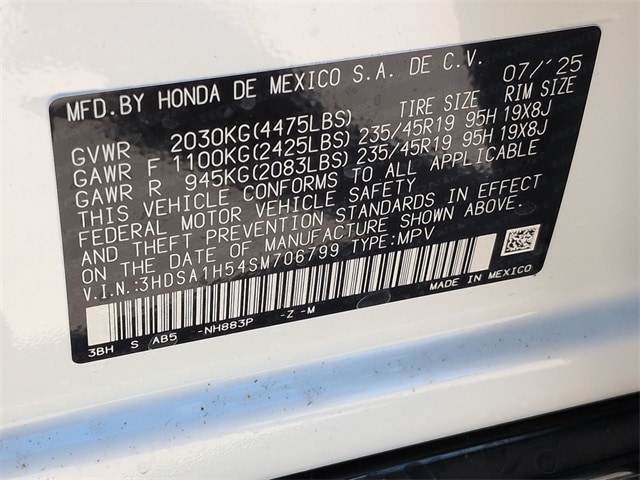 MFD. BY HONDA DE MEXICO S.A. DE C.V. 07/'25
TIRE SIZE RIM SIZE
GVWR 2030KG(4475LBS)
GAWR F 1100KG(2425LBS) 235/45R19 95H 19X8J
GAWR R 945KG(2083LBS) 235/45R19 95H 19X8J
THIS VEHICLE CONFORMS TO ALL APPLICABLE
FEDERAL MOTOR VEHICLE SAFETY
AND THEFT PREVENTION STANDARDS IN EFFECT
ON THE DATE OF MANUFACTURE SHOWN ABOVE.
V.I.N.:3HDSA1H54SM706799 TYPE:MPV
MADE IN MEXICO
3BH S AB5 -NH883P -Z -M